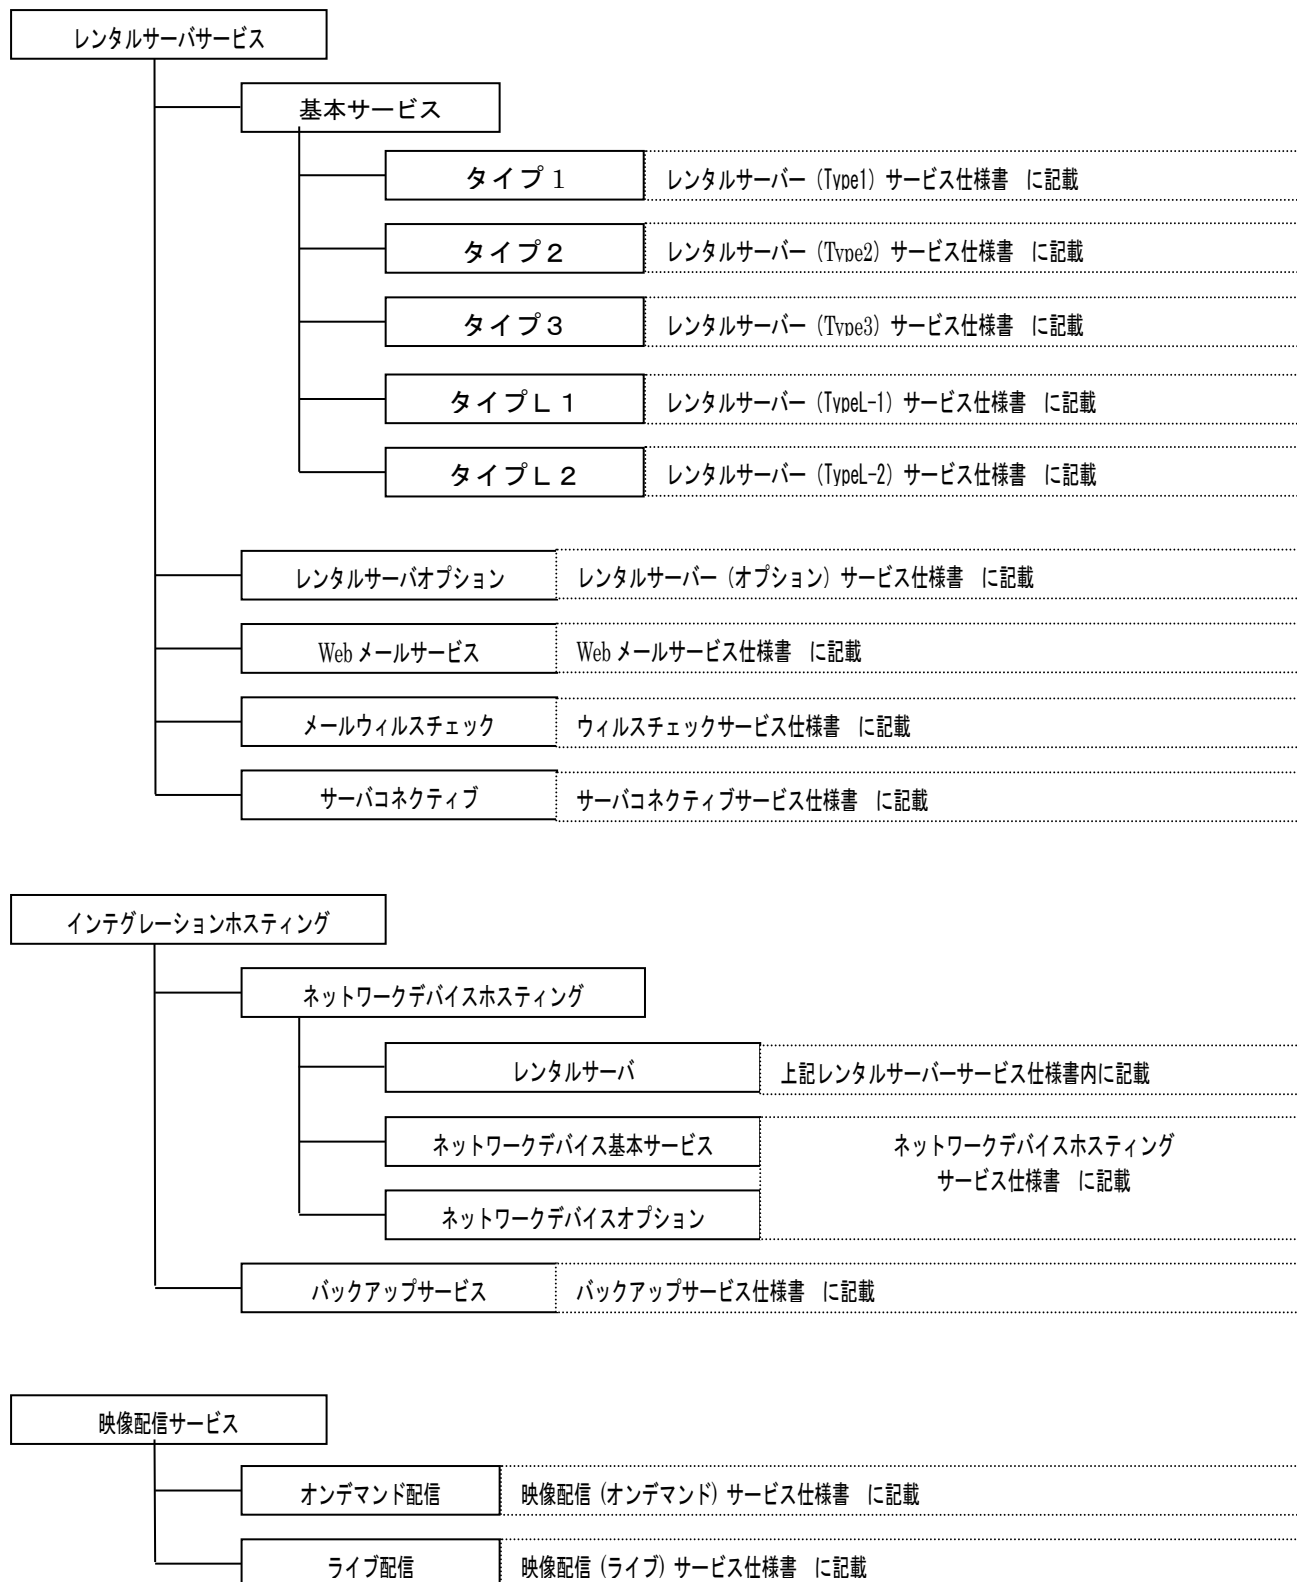 レンタルサーバサービス
基本サービス
タイプ１ レンタルサーバー（Type1）サービス仕様書　に記載
タイプ２ レンタルサーバー（Type2）サービス仕様書　に記載
タイプ３ レンタルサーバー（Type3）サービス仕様書　に記載
タイプＬ１ レンタルサーバー（TypeL-1）サービス仕様書　に記載
タイプＬ２ レンタルサーバー（TypeL-2）サービス仕様書　に記載
レンタルサーバオプション レンタルサーバー（オプション）サービス仕様書　に記載
Web メールサービス Web メールサービス仕様書　に記載
メールウィルスチェック ウィルスチェックサービス仕様書　に記載
サーバコネクティブ サーバコネクティブサービス仕様書　に記載
インテグレーションホスティング
ネットワークデバイスホスティング
レンタルサーバ 上記レンタルサーバーサービス仕様書内に記載
ネットワークデバイス基本サービス ネットワークデバイスホスティング
サービス仕様書　に記載
ネットワークデバイスオプション
バックアップサービス バックアップサービス仕様書　に記載
映像配信サービス
オンデマンド配信 映像配信（オンデマンド）サービス仕様書　に記載
ライブ配信 映像配信（ライブ）サービス仕様書　に記載